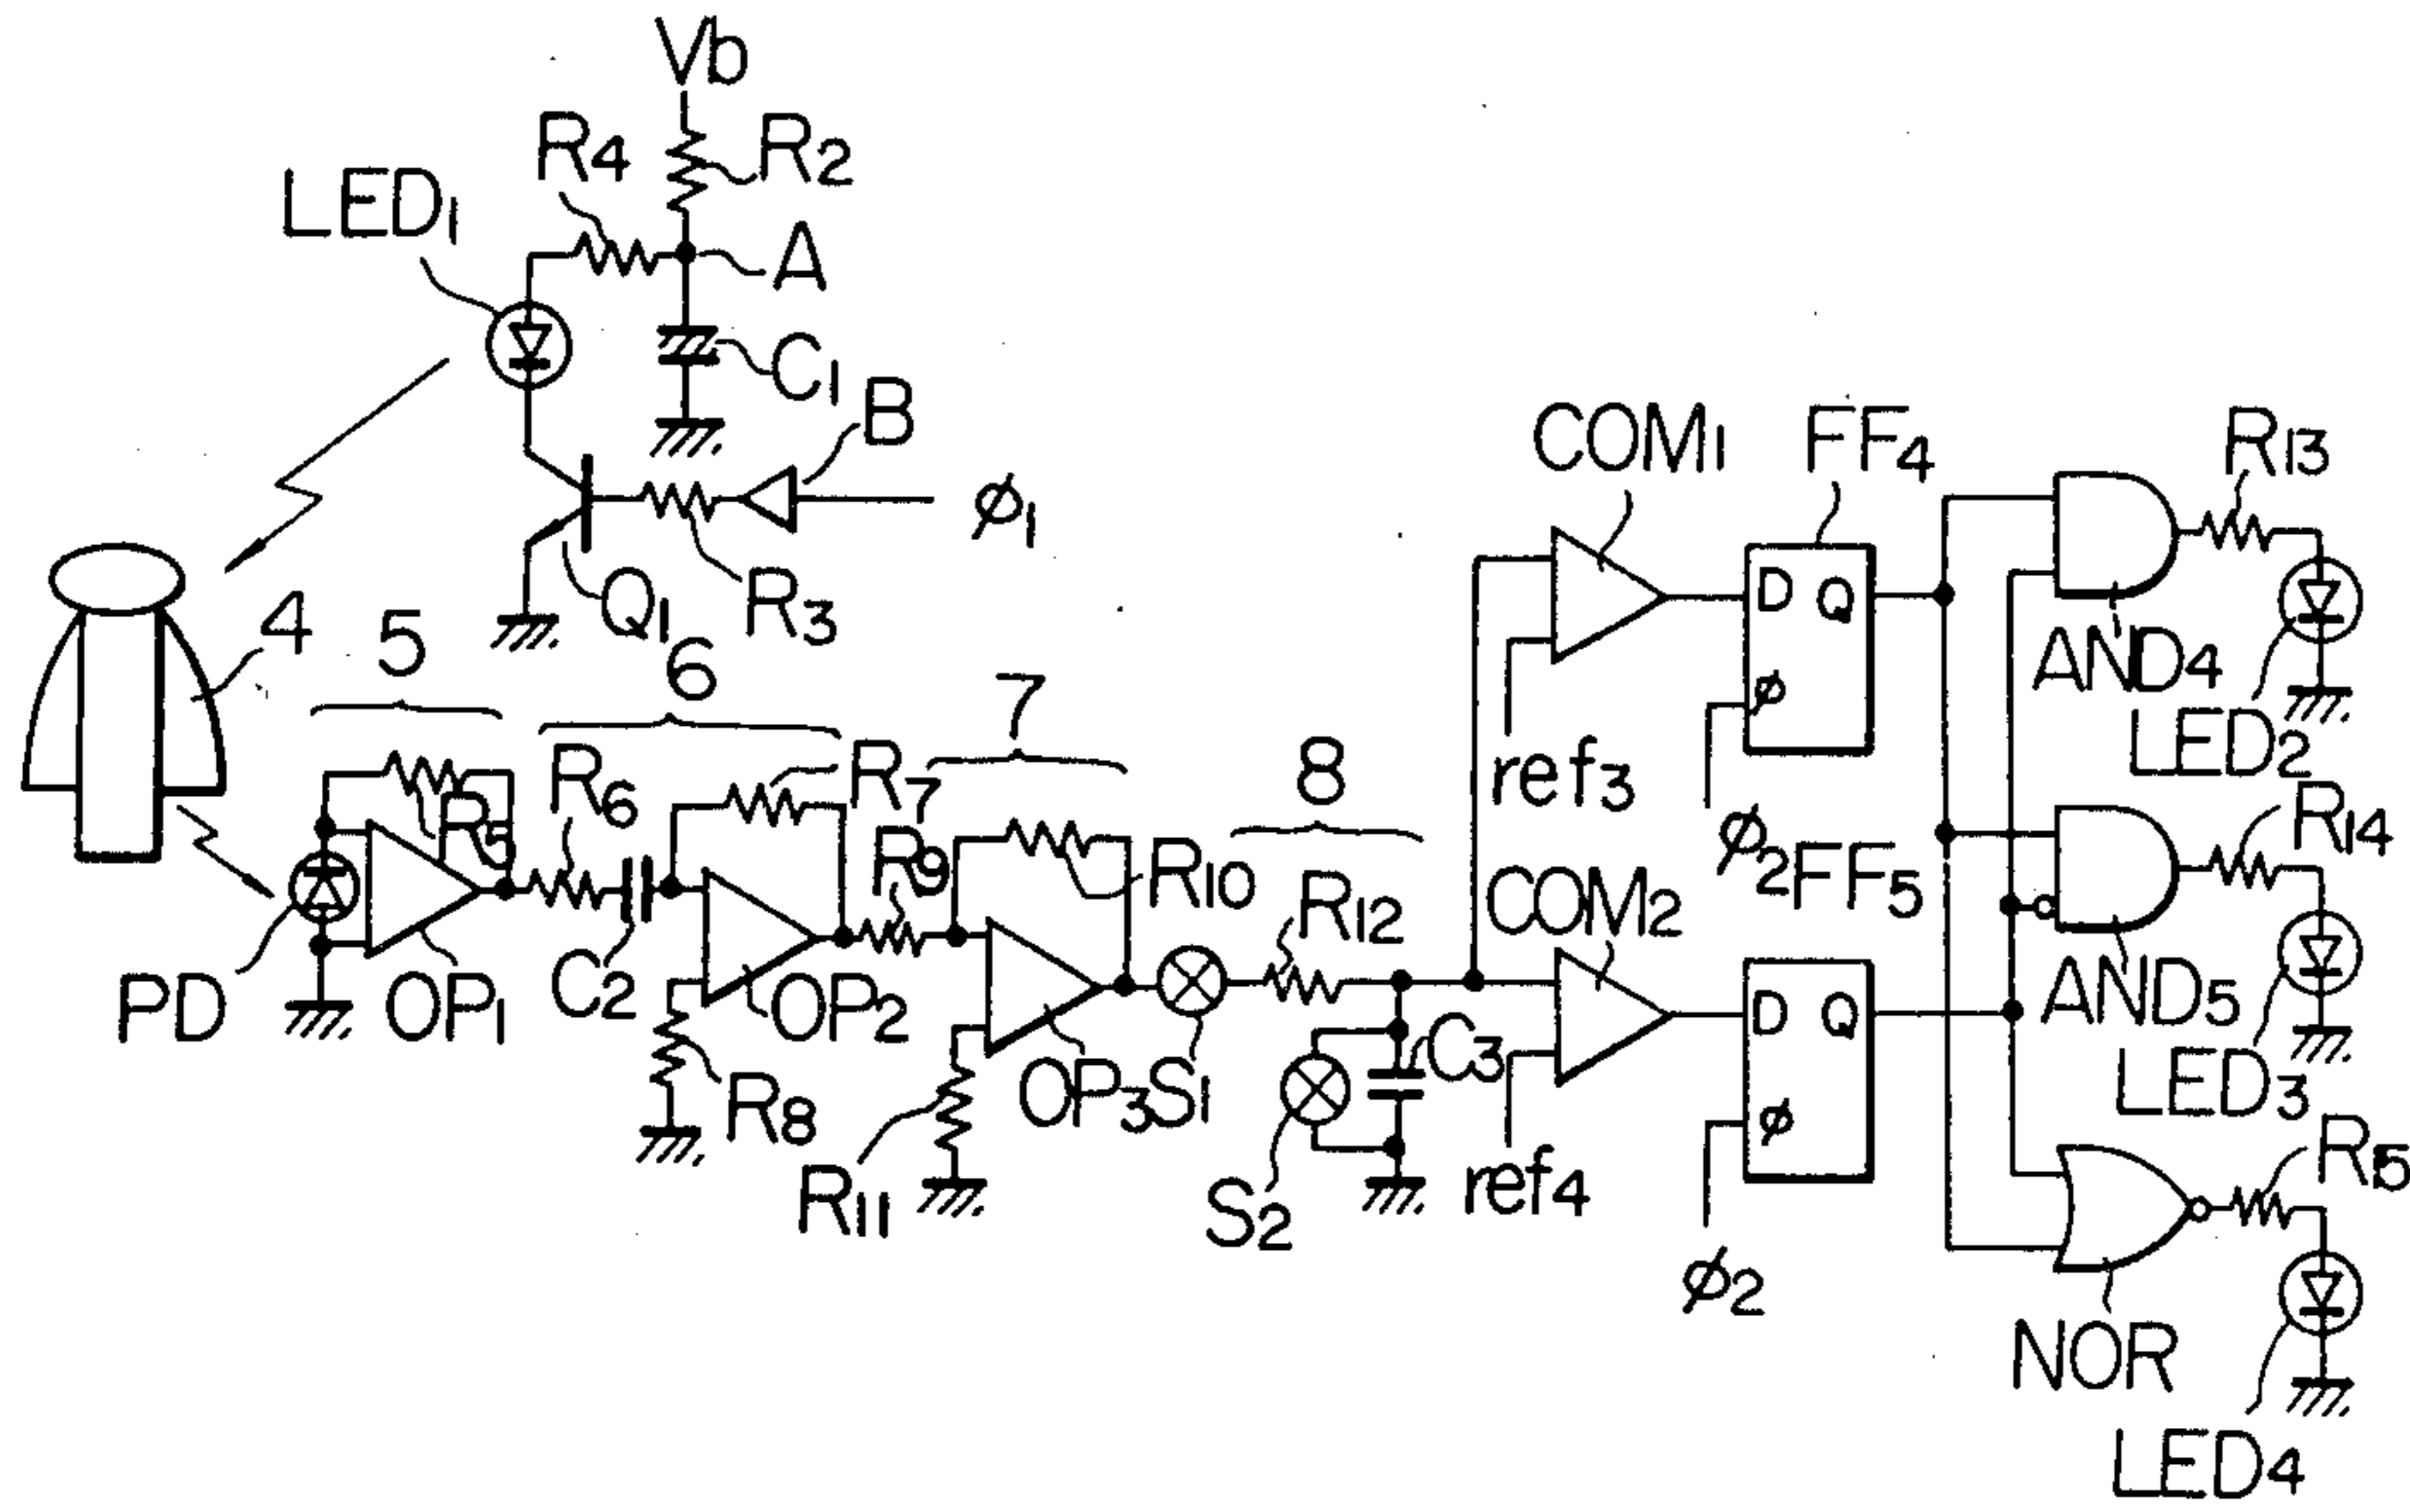 Vb
R4
R2
LED1
A
C1
B
φ1
Q1
R3
4
5
6
7
8
R5
R6
R7
R9
R10
R12
PD
OP1
C2
OP2
R8
OP3
S1
R11
S2
C3
COM1
FF4
R13
D
Q
φ
ref3
φ2
AND4
LED2
COM2
FF5
R14
D
Q
φ
ref4
φ2
AND5
LED3
R15
NOR
LED4